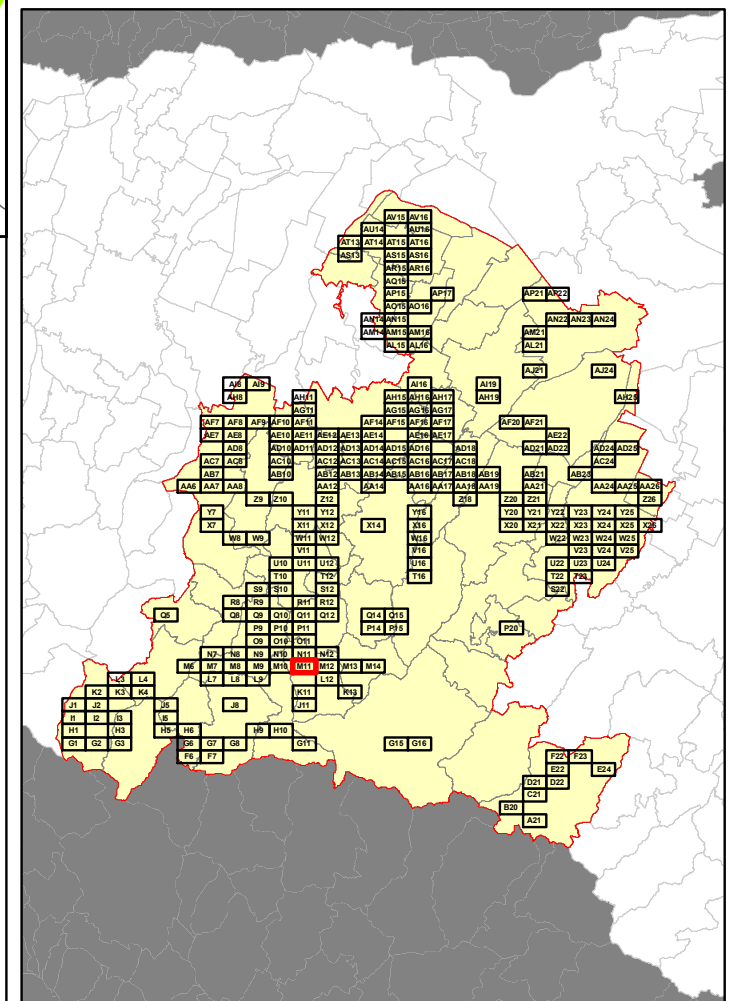 AV15 AV16
AU14 AU16
AT13 AT14 AT15 AT16
AS13 AS15 AS16
AR15 AR16
AQ15
AP15 AP17 AP21 AP22
AO15 AO16
AN14 AN15 AN22 AN23 AN24
AM14 AM15 AM16 AM21
AL15 AL16 AL21
AJ21 AJ24
AI8 AI9 AI16 AI19
AH8 AH11 AH15 AH16 AH17 AH19 AH25
AG11 AG15 AG16 AG17
AF7 AF8 AF9 AF10 AF11 AF14 AF15 AF16 AF17 AF20 AF21
AE7 AE8 AE10 AE11 AE12 AE13 AE14 AE16 AE17 AE22
AD8 AD10 AD11 AD12 AD13 AD14 AD15 AD16 AD18 AD21 AD22 AD24 AD25
AC7 AC8 AC10 AC12 AC13 AC14 AC15 AC16 AC17 AC18 AC24
AB7 AB10 AB12 AB13 AB14 AB15 AB16 AB17 AB18 AB19 AB21 AB23
AA6 AA7 AA8 AA12 AA14 AA16 AA17 AA18 AA19 AA21 AA24 AA25 AA26
Z9 Z10 Z12 Z18 Z20 Z21 Z26
Y7 Y11 Y12 Y16 Y20 Y21 Y22 Y23 Y24 Y25
X7 X11 X12 X14 X16 X20 X21 X22 X23 X24 X25 X26
W8 W9 W11 W12 W16 W22 W23 W24 W25
V11 V16 V23 V24 V25
U10 U11 U12 U16 U22 U23 U24
T10 T12 T16 T22 T23
S9 S10 S12 S22
R8 R9 R11 R12
Q5 Q8 Q9 Q10 Q11 Q12 Q14 Q15
P9 P10 P11 P14 P15 P20
O9 O10 O11
N7 N8 N9 N10 N11 N12
M6 M7 M8 M9 M10 M11 M12 M13 M14
L3 L4 L7 L8 L9 L12
K2 K3 K4 K11 K13
J1 J2 J5 J8 J11
I1 I2 I3 I5
H1 H3 H5 H6 H9 H10
G1 G2 G3 G6 G7 G8 G11 G15 G16
F6 F7 F22 F23
E22 E24
D21 D22
C21
B20
A21